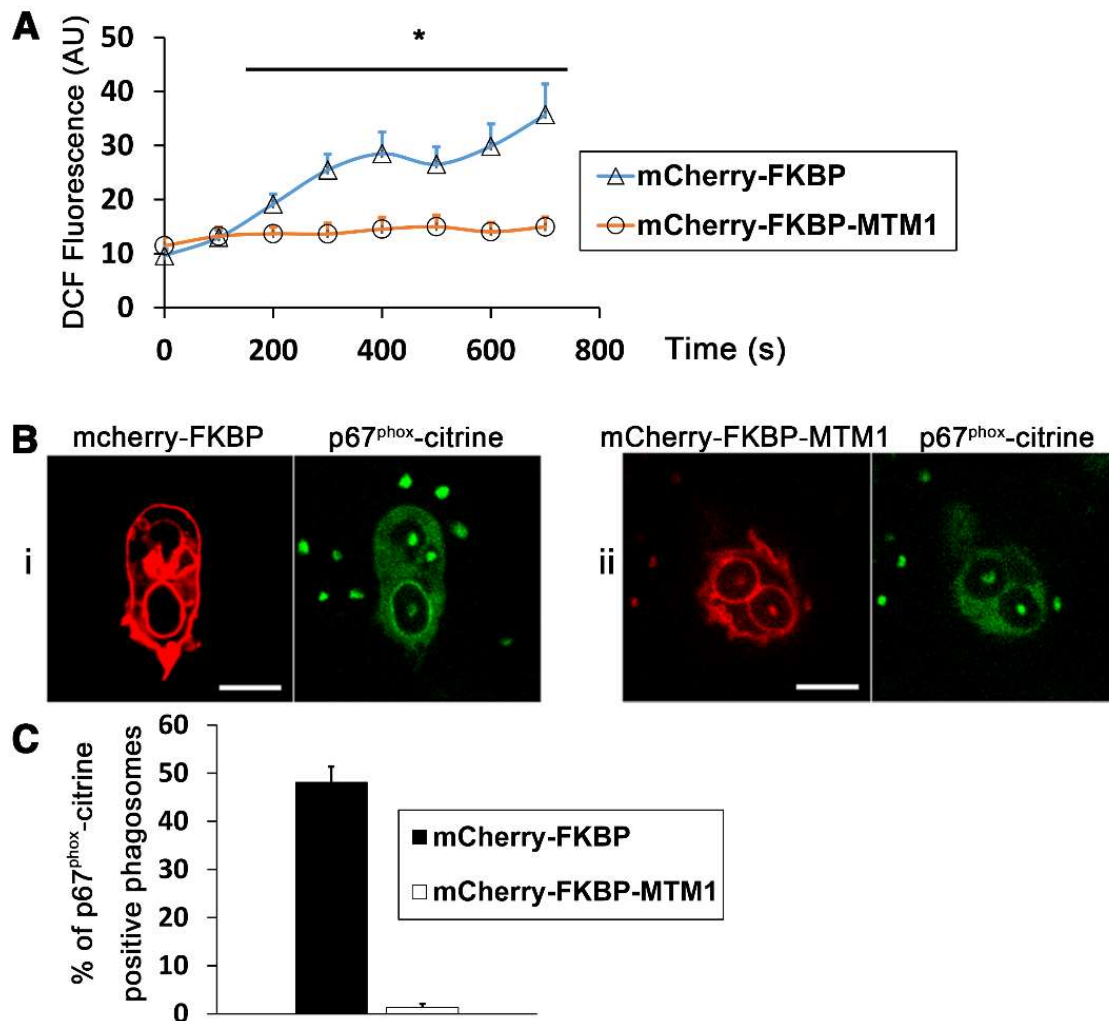 A
DCF Fluorescence (AU)
50
40
30
20
10
0
*
0 200 400 600 800
Time (s)
mCherry-FKBP
mCherry-FKBP-MTM1
B
mcherry-FKBP p67phox-citrine mCherry-FKBP-MTM1 p67phox-citrine
i
ii
C
% of p67phox-citrine
positive phagosomes
60
50
40
30
20
10
0
mCherry-FKBP
mCherry-FKBP-MTM1